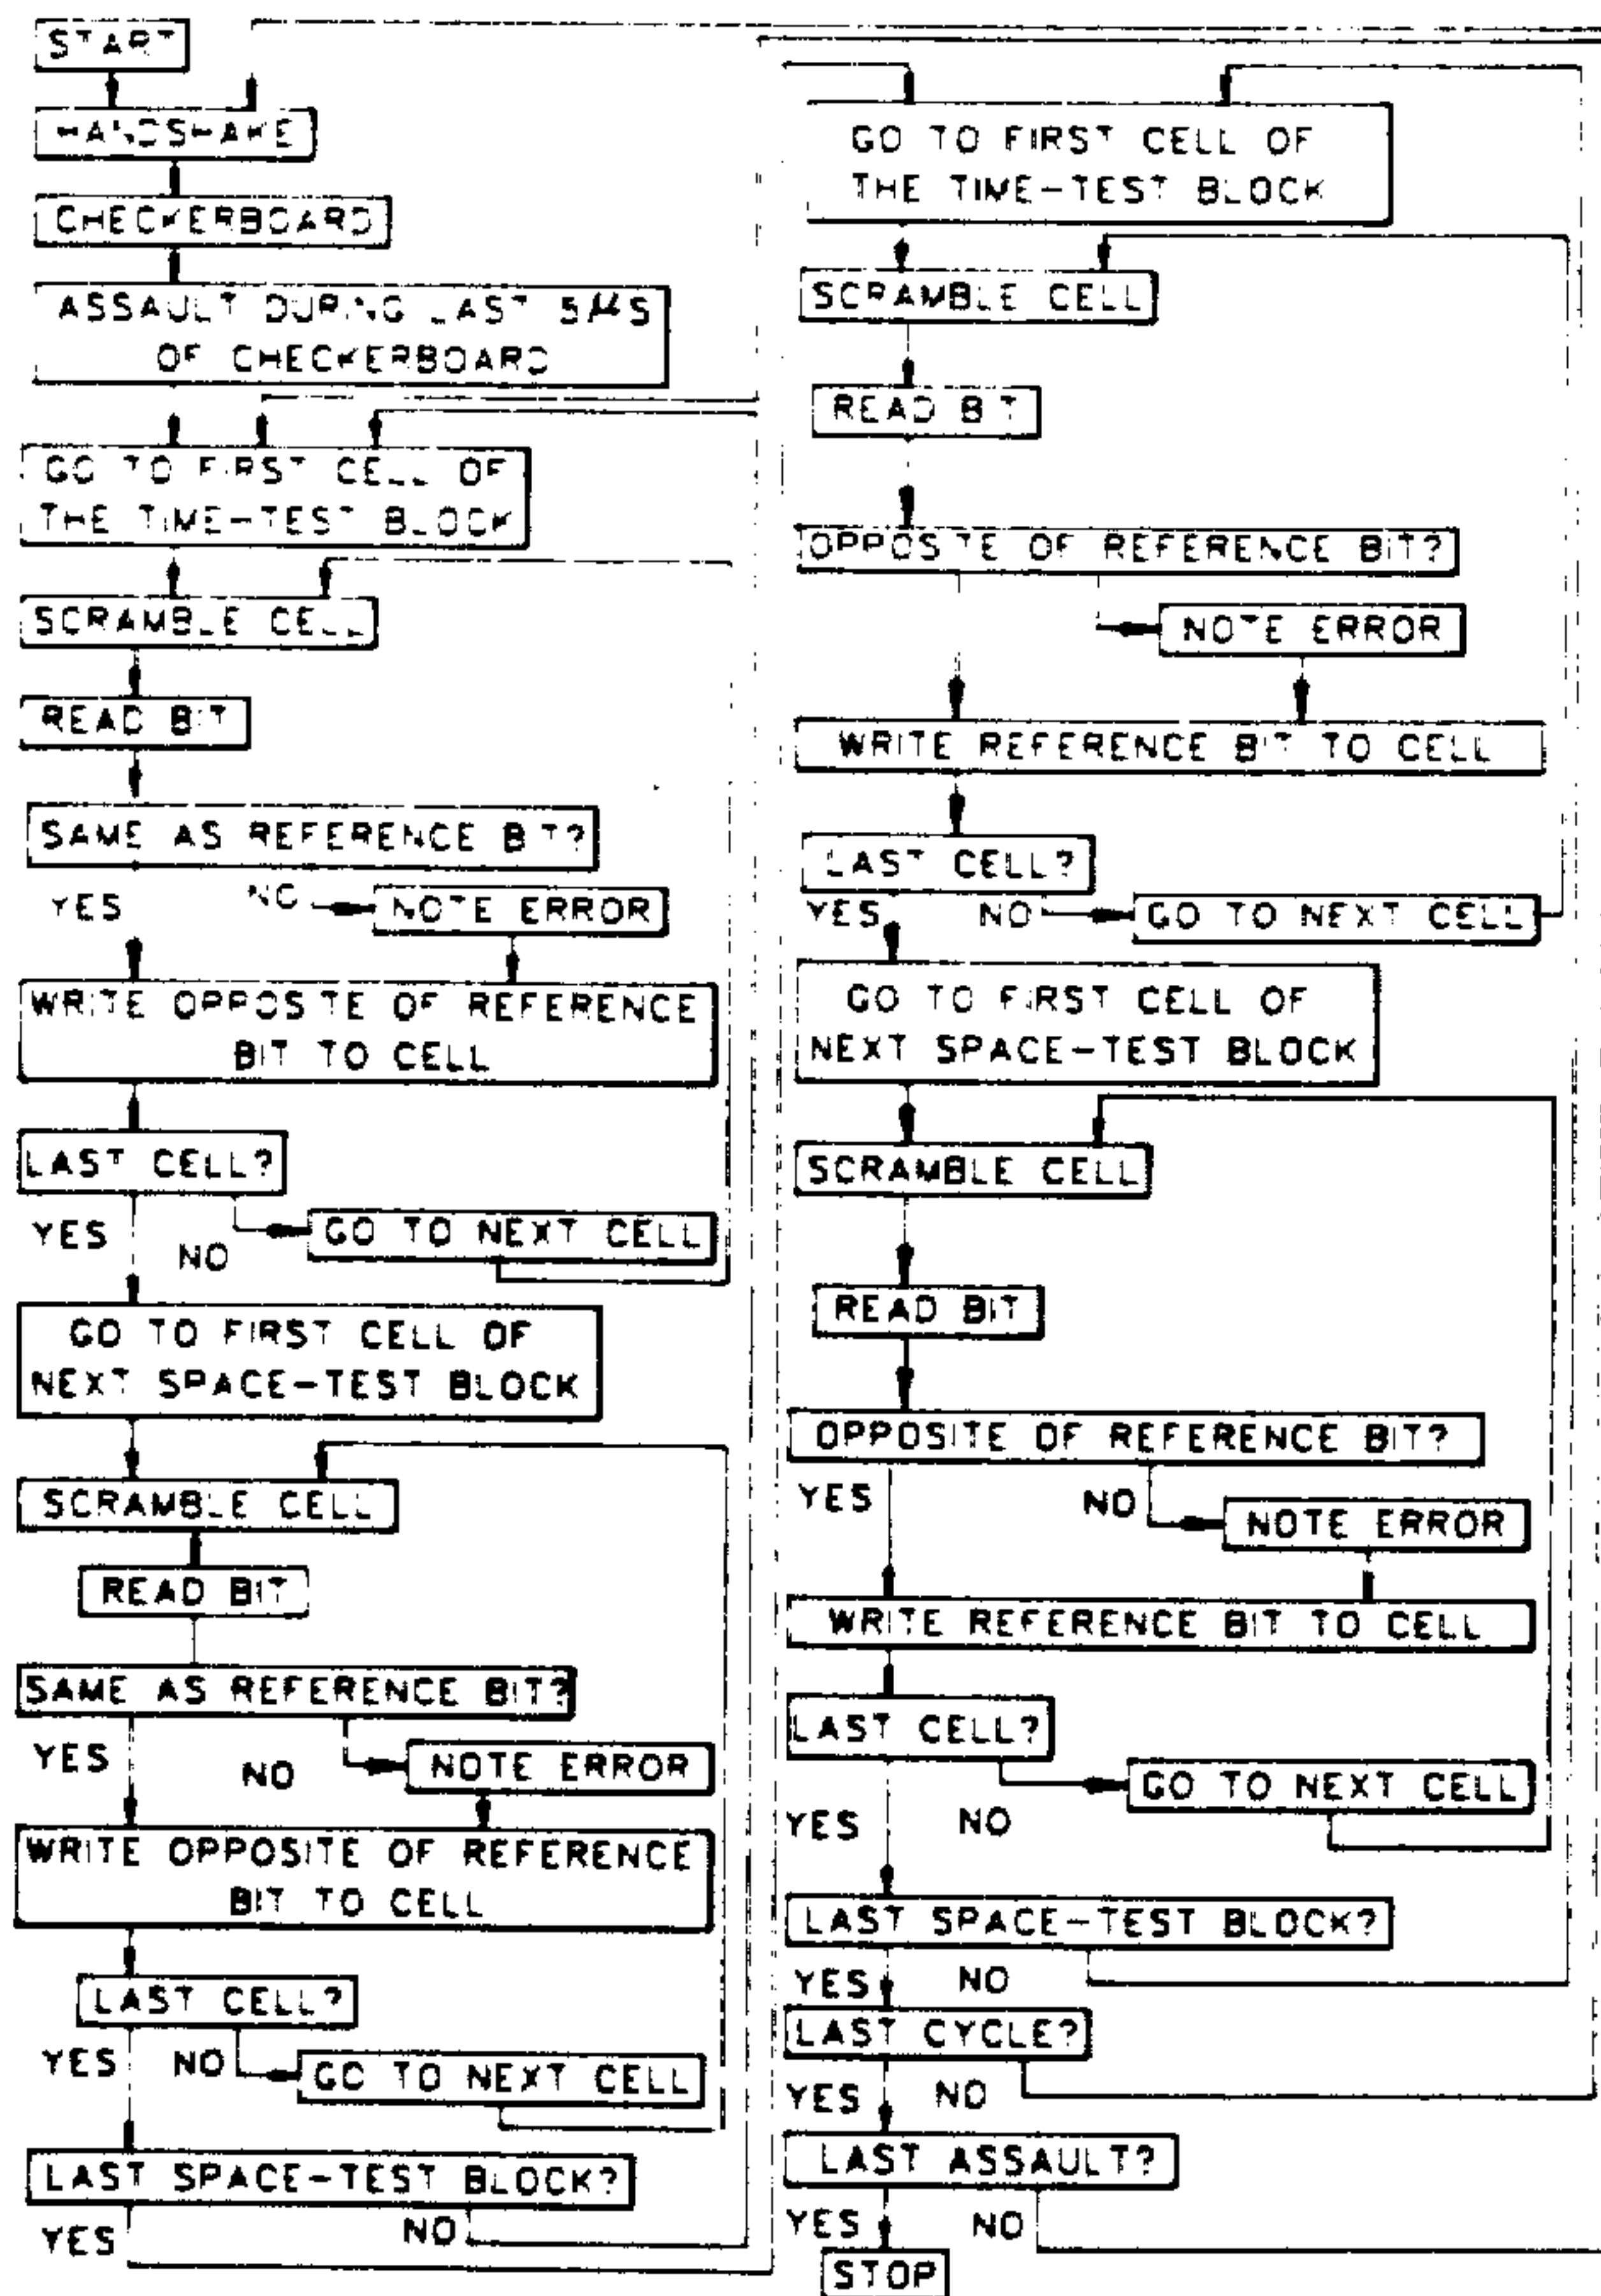 START
HANDSHAKE
CHECKERBOARD
ASSAULT DURING LAST 5µS
OF CHECKERBOARD
GO TO FIRST CELL OF
THE TIME-TEST BLOCK
SCRAMBLE CELL
READ BIT
SAME AS REFERENCE BIT?
YES NO NOTE ERROR
WRITE OPPOSITE OF REFERENCE
BIT TO CELL
LAST CELL?
YES NO GO TO NEXT CELL
GO TO FIRST CELL OF
NEXT SPACE-TEST BLOCK
SCRAMBLE CELL
READ BIT
SAME AS REFERENCE BIT?
YES NO NOTE ERROR
WRITE OPPOSITE OF REFERENCE
BIT TO CELL
LAST CELL?
YES NO GO TO NEXT CELL
LAST SPACE-TEST BLOCK?
YES NO
GO TO FIRST CELL OF
THE TIME-TEST BLOCK
SCRAMBLE CELL
READ BIT
OPPOSITE OF REFERENCE BIT?
NOTE ERROR
WRITE REFERENCE BIT TO CELL
LAST CELL?
YES NO GO TO NEXT CELL
GO TO FIRST CELL OF
NEXT SPACE-TEST BLOCK
SCRAMBLE CELL
READ BIT
OPPOSITE OF REFERENCE BIT?
YES NO NOTE ERROR
WRITE REFERENCE BIT TO CELL
LAST CELL?
YES NO GO TO NEXT CELL
LAST SPACE-TEST BLOCK?
YES NO
LAST CYCLE?
YES NO
LAST ASSAULT?
YES NO
STOP